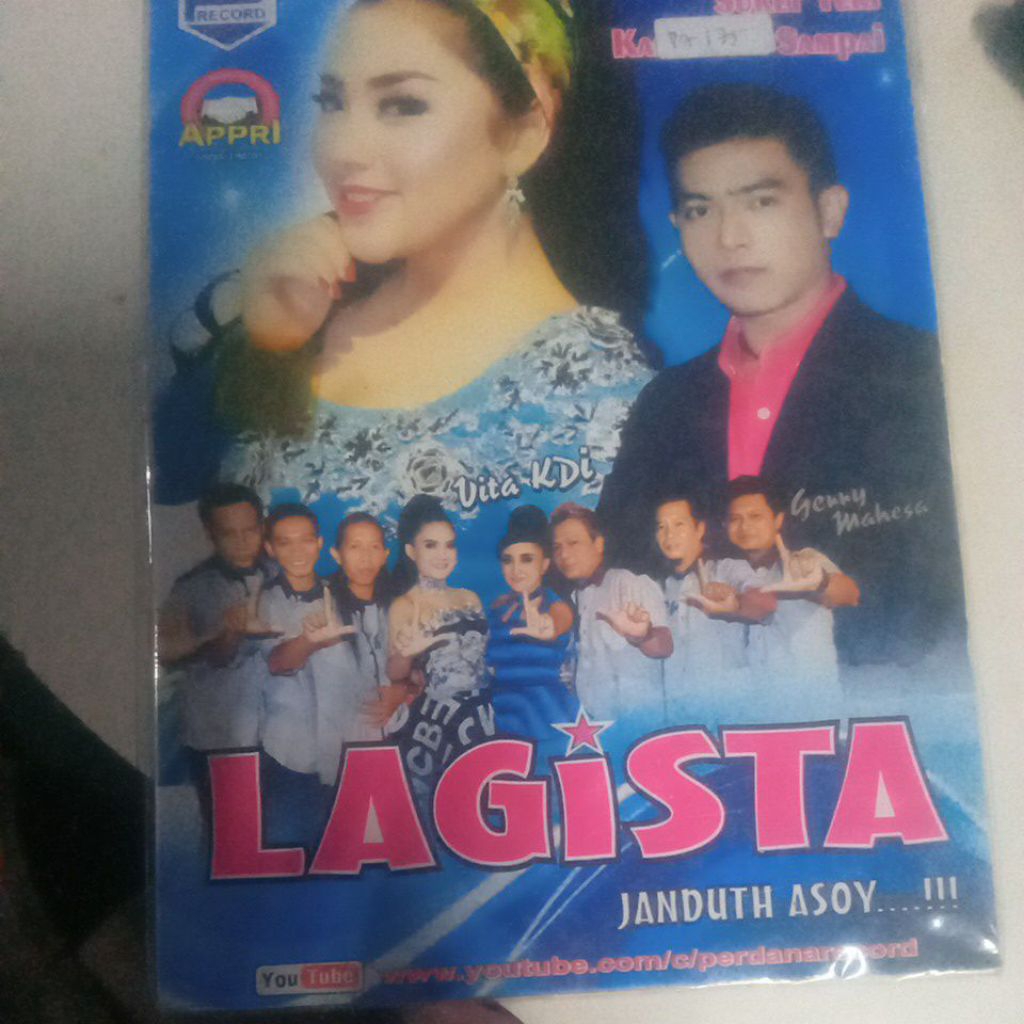 RECORD
APPRI
Sampai
Vita KDi
Gerry
Mahesa
LAGiSTA
JANDUTH ASOY....!!!
YouTube
www.youtube.com/c/perdanarecord